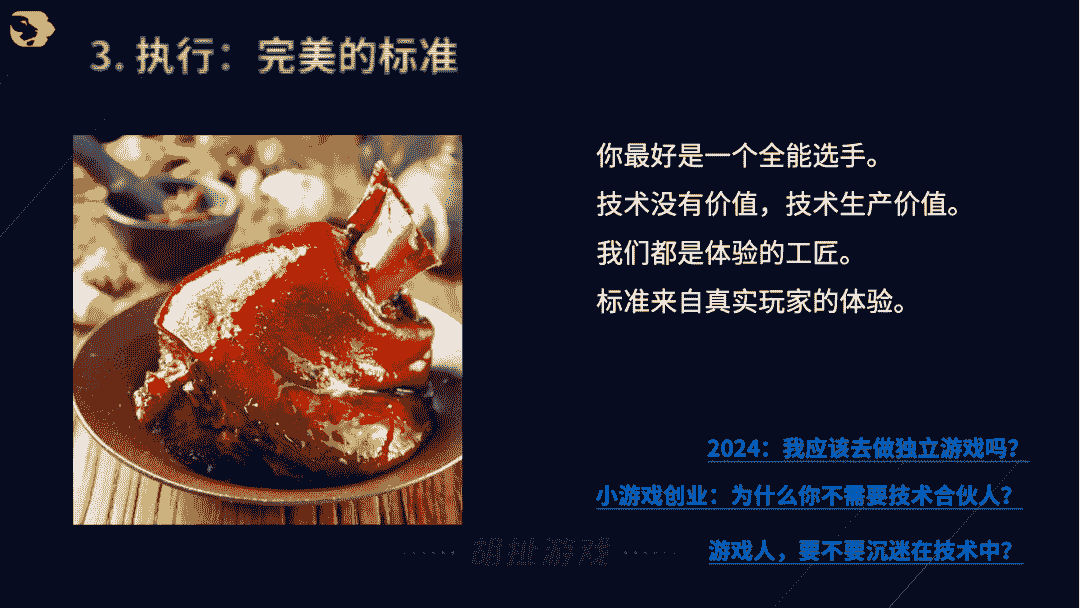 3. 执行：完美的标准
你最好是一个全能选手。
技术没有价值，技术生产价值。
我们都是体验的工匠。
标准来自真实玩家的体验。
2024：我应该去做独立游戏吗？
小游戏创业：为什么你不需要技术合伙人？
游戏人，要不要沉迷在技术中？
······ 胡扯游戏 ······